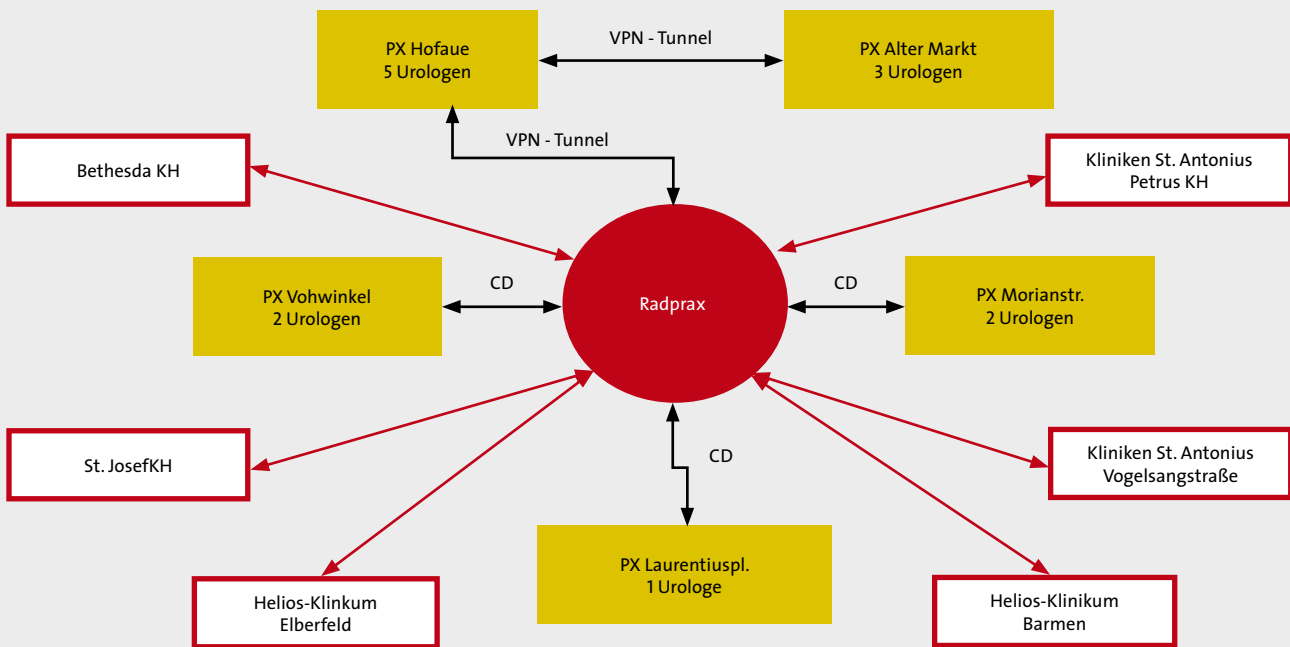 PX Hofaue
5 Urologen
VPN - Tunnel
PX Alter Markt
3 Urologen
VPN - Tunnel
Bethesda KH
Kliniken St. Antonius
Petrus KH
PX Vohwinkel
2 Urologen
CD
Radprax
CD
PX Morianstr.
2 Urologen
St. JosefKH
CD
Kliniken St. Antonius
Vogelsangstraße
PX Laurentiuspl.
1 Urologe
Helios-Klinkum
Elberfeld
Helios-Klinikum
Barmen